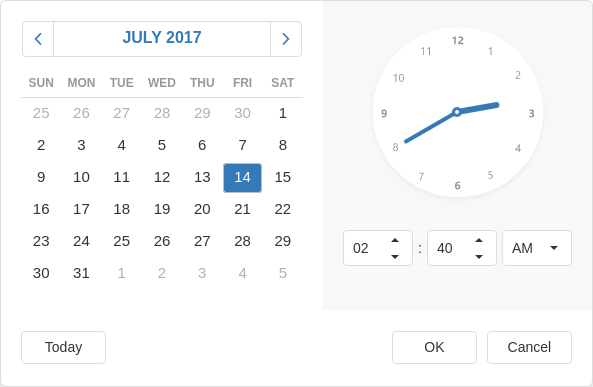 JULY 2017
SUN MON TUE WED THU FRI SAT
25 26 27 28 29 30 1
2 3 4 5 6 7 8
9 10 11 12 13 14 15
16 17 18 19 20 21 22
23 24 25 26 27 28 29
30 31 1 2 3 4 5
12
11 1
10 2
9 3
8 4
7 5
6
02 : 40 AM
Today OK Cancel